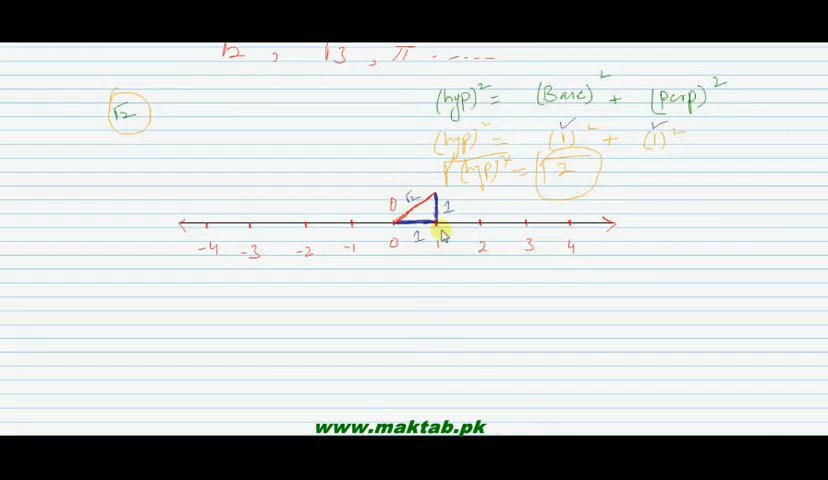 √2 , √3 , π ......
√2
(hyp)² = (Base)² + (perp)²
(hyp)² = (1)² + (1)²
√(hyp)² = √2
0 √2 1
-4 -3 -2 -1 0 1 1 2 3 4
www.maktab.pk